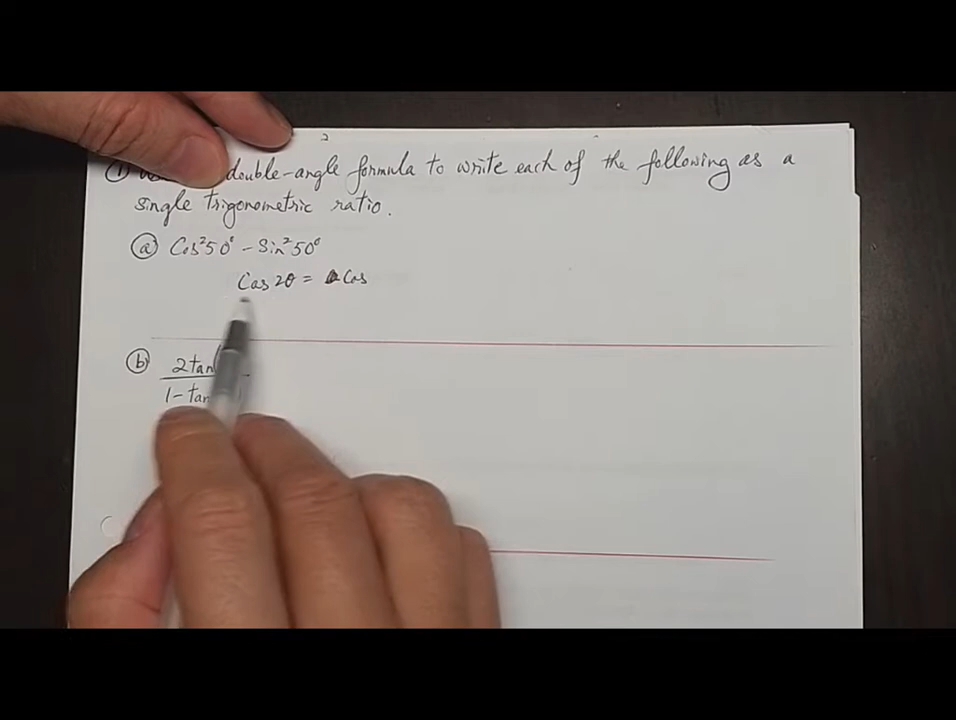 double-angle formula to write each of the following as a
single trigonometric ratio.
(a) Cos²50° - Sin²50°
Cos 2θ = Cos
(b) 2tan
1 - tan